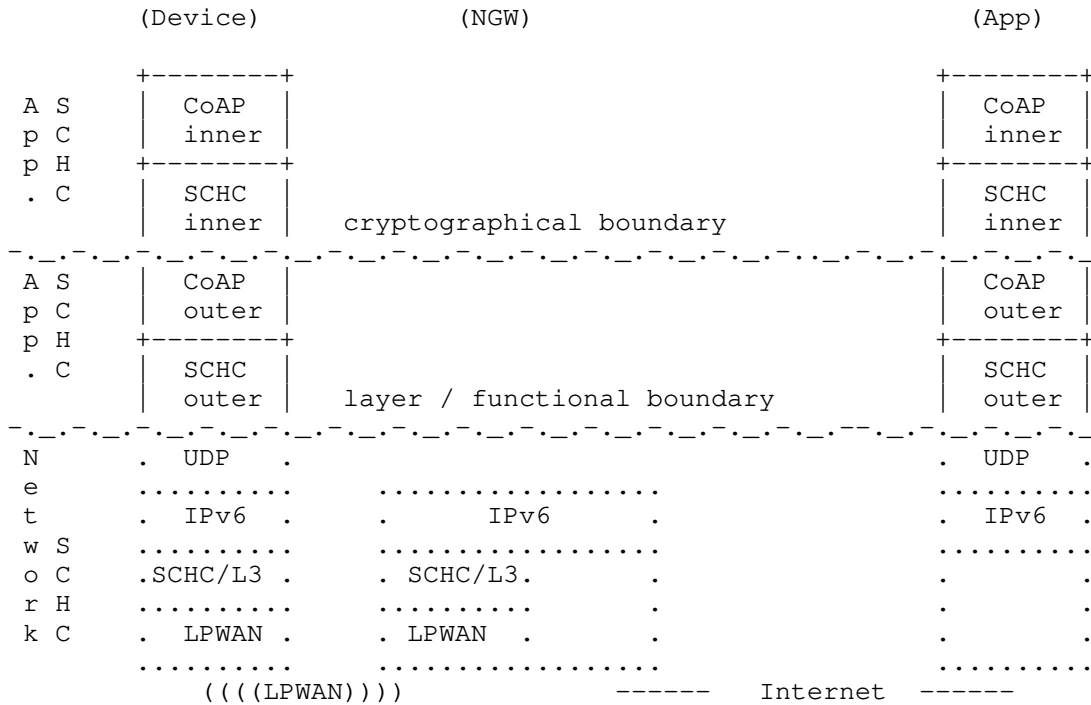 (Device) (NGW) (App)
A S CoAP CoAP
p C inner inner
p H
. C SCHC SCHC
inner cryptographical boundary inner
A S CoAP CoAP
p C outer outer
p H
. C SCHC SCHC
outer layer / functional boundary outer
N . UDP . . UDP .
e .......... ................... ..........
t . IPv6 . . IPv6 . . IPv6 .
w S .......... ................... ..........
o C .SCHC/L3 . . SCHC/L3. . . .
r H .......... .......... . . .
k C . LPWAN . . LPWAN . . . .
.......... ................... ..........
((((LPWAN)))) ------ Internet ------